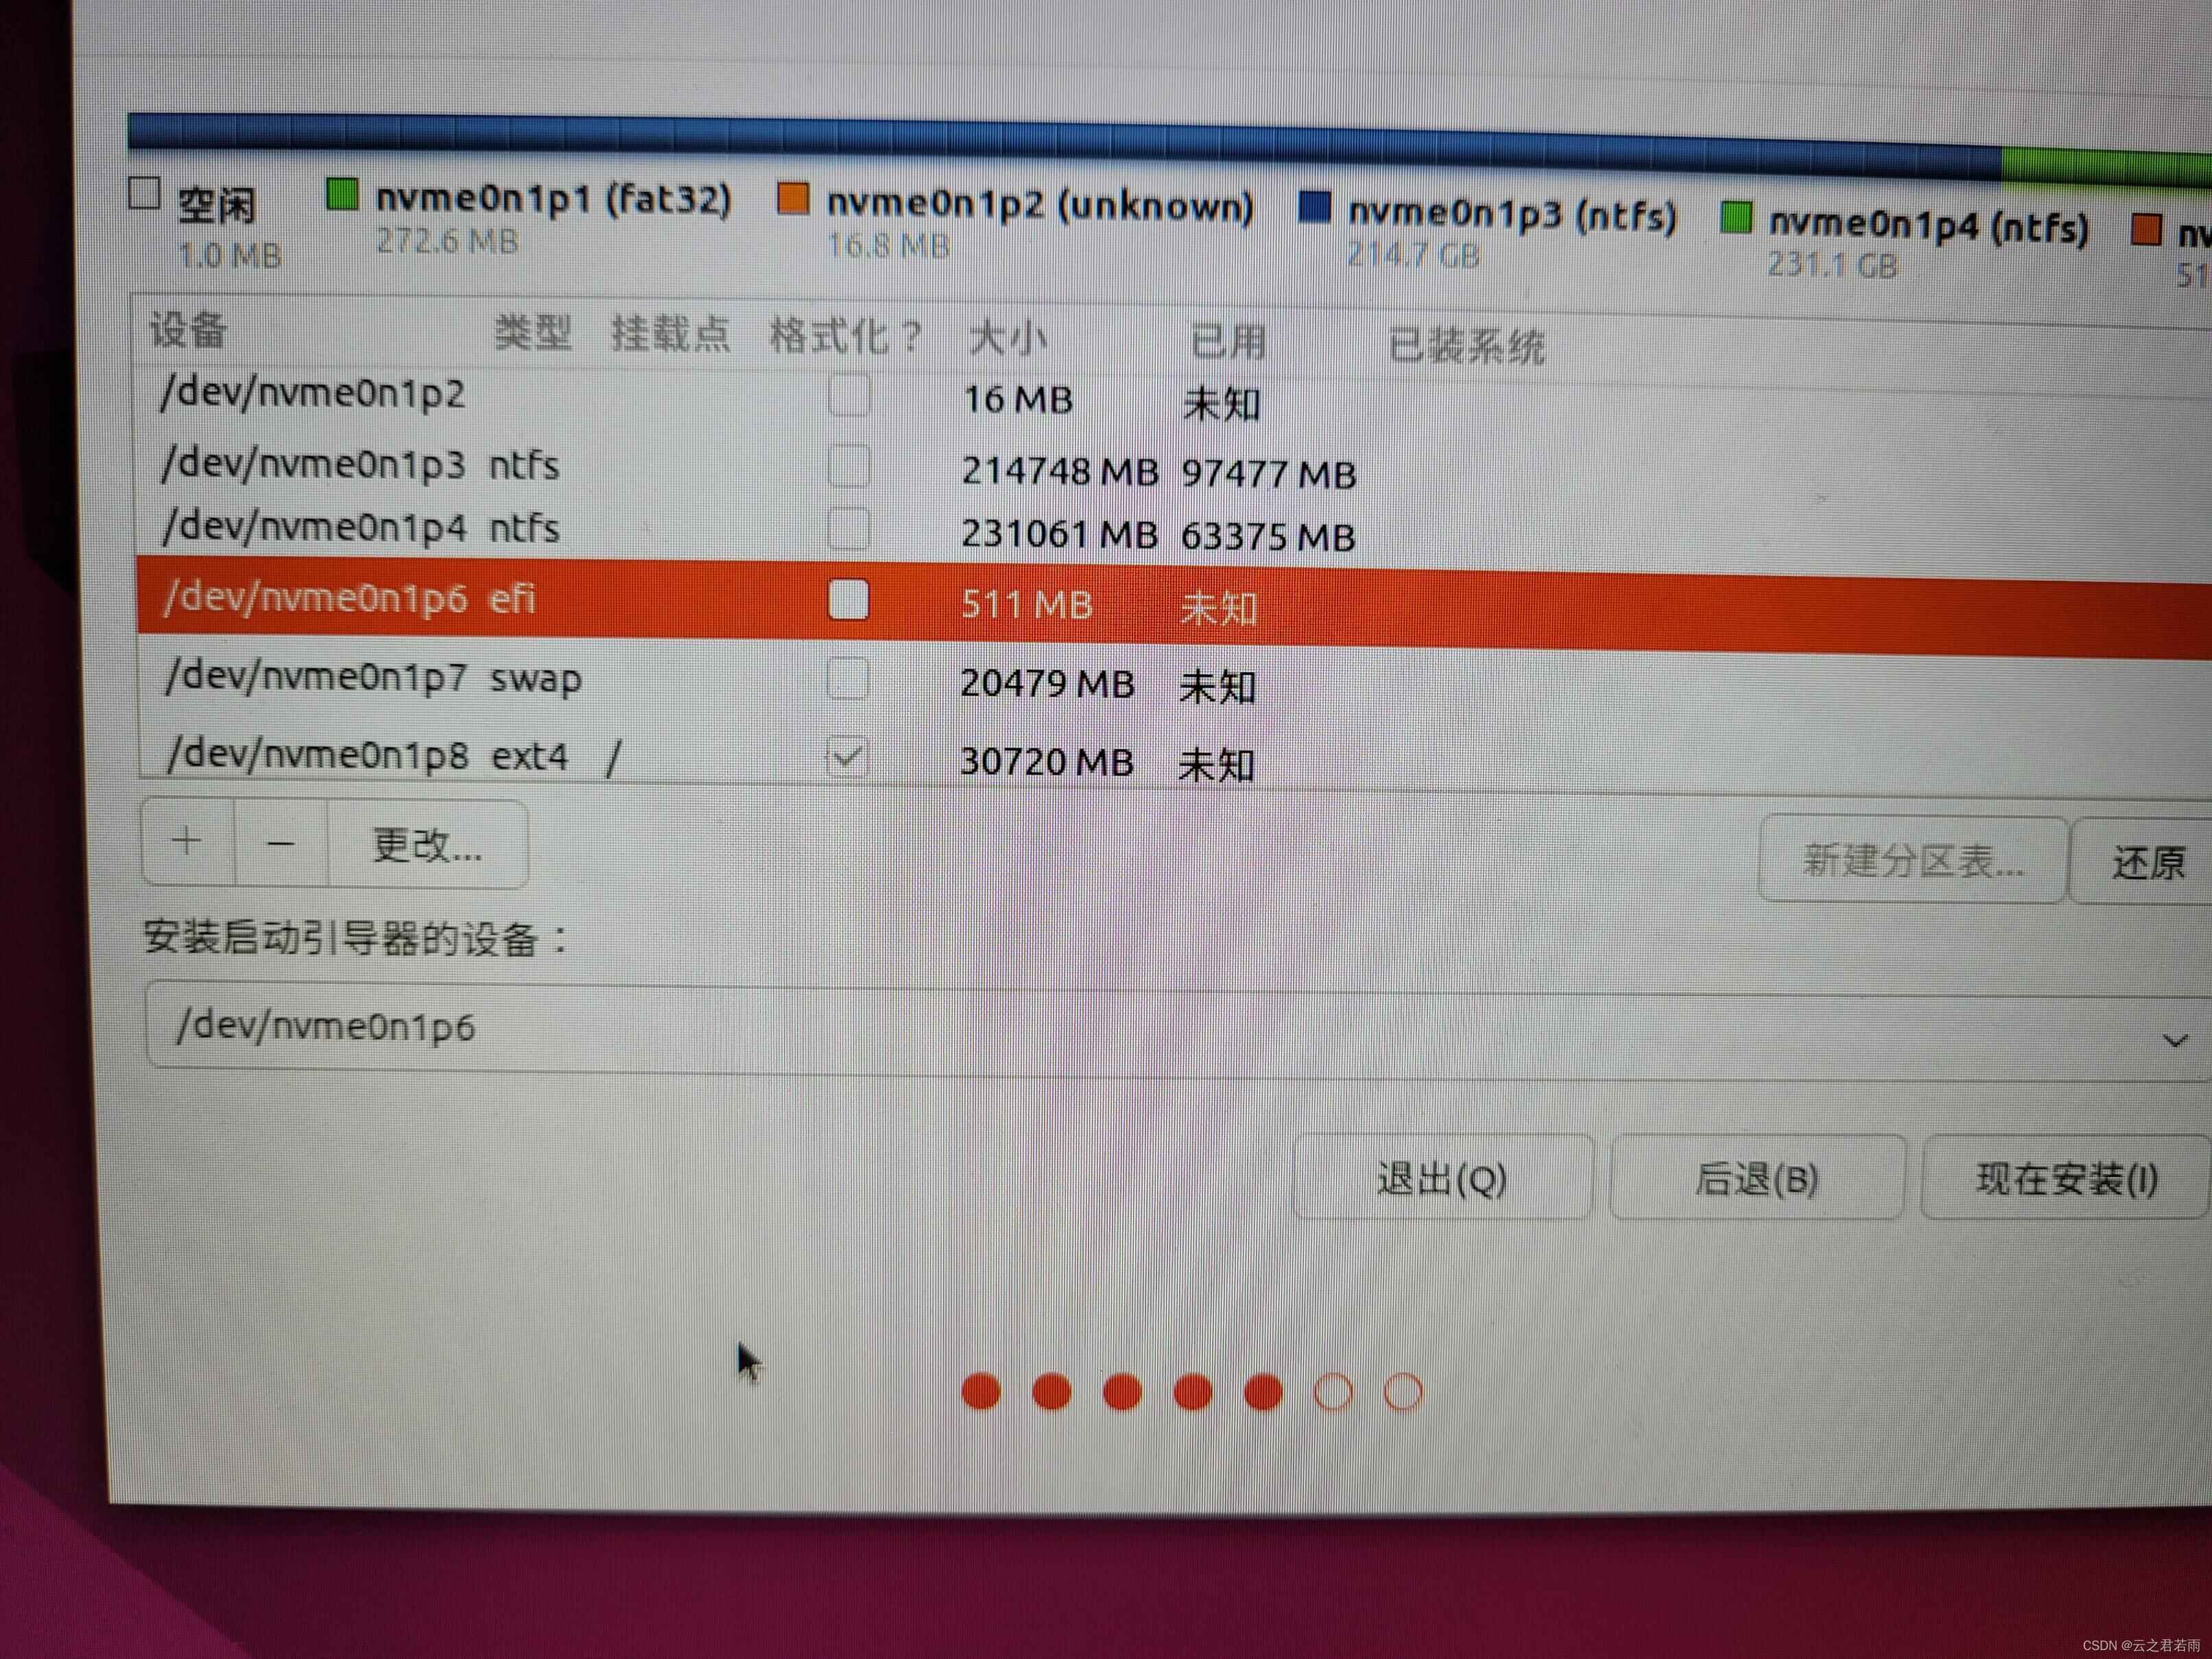 空闲 nvme0n1p1 (fat32) nvme0n1p2 (unknown) nvme0n1p3 (ntfs) nvme0n1p4 (ntfs)
1.0 MB 272.6 MB 16.8 MB 214.7 GB 231.1 GB
设备 类型 挂载点 格式化？ 大小 已用 已装系统
/dev/nvme0n1p2 16 MB 未知
/dev/nvme0n1p3 ntfs 214748 MB 97477 MB
/dev/nvme0n1p4 ntfs 231061 MB 63375 MB
/dev/nvme0n1p6 efi 511 MB 未知
/dev/nvme0n1p7 swap 20479 MB 未知
/dev/nvme0n1p8 ext4 / 30720 MB 未知
+ − 更改... 新建分区表... 还原
安装启动引导器的设备：
/dev/nvme0n1p6
退出(Q) 后退(B) 现在安装(I)
CSDN @云之君若雨